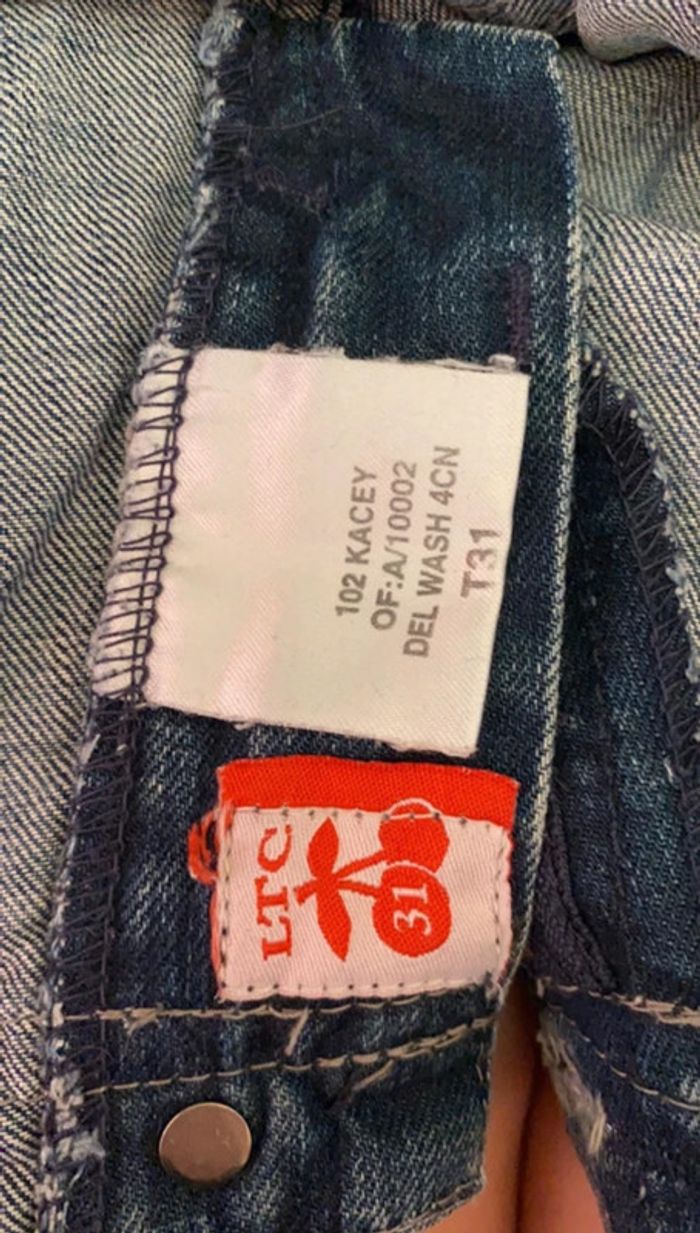 102 KACEY
OF:A/10002
DEL WASH 4CN
T31
LTC
31